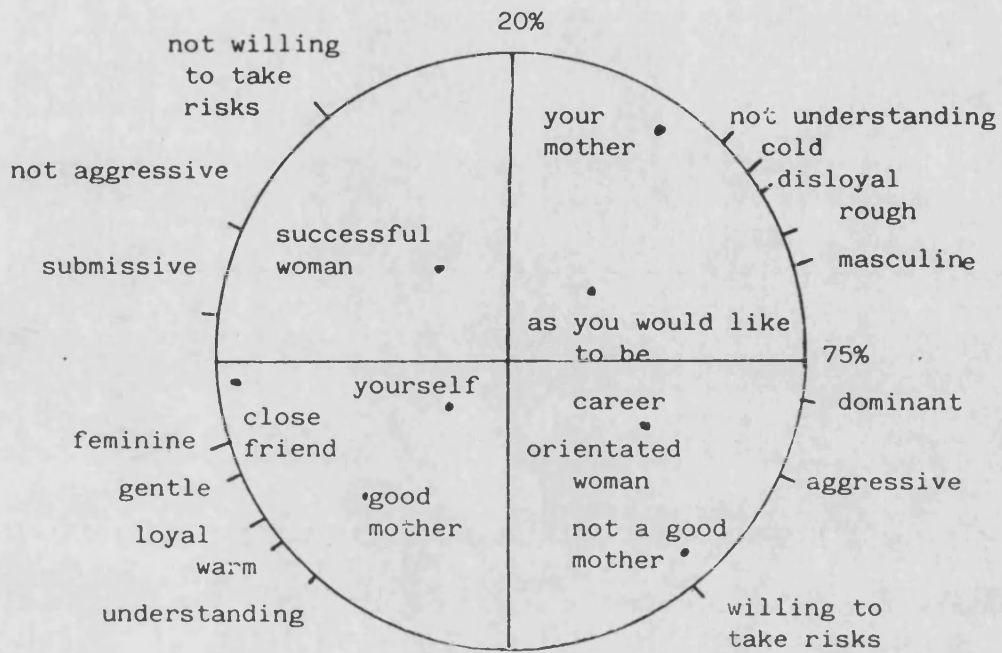 20%
not willing
to take
risks
your
mother
not understanding
cold
disloyal
rough
masculine
not aggressive
submissive
successful
woman
as you would like
to be
75%
yourself
career
orientated
woman
dominant
close
friend
feminine
gentle
loyal
warm
understanding
good
mother
aggressive
not a good
mother
willing to
take risks